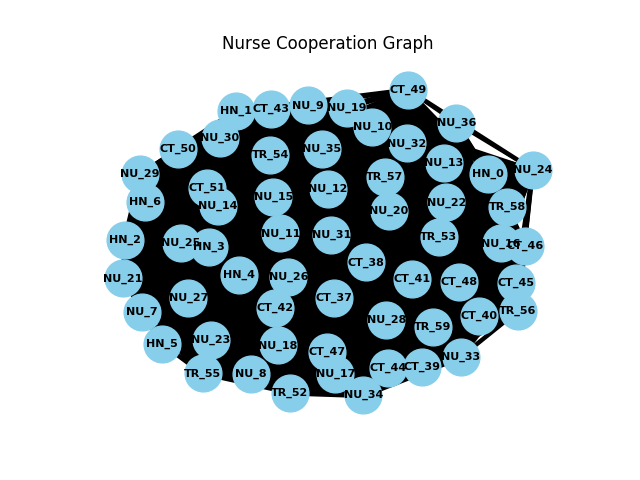 Nurse Cooperation Graph
CT_49
HN_1
CT_43
NU_9
NU_19
NU_10
NU_36
NU_30
CT_50
TR_54
NU_35
NU_32
NU_13
NU_24
HN_0
NU_29
CT_51
TR_57
NU_12
NU_15
HN_6
NU_14
NU_20
NU_22
TR_58
HN_2
NU_25
HN_3
NU_11
NU_31
TR_53
NU_16
CT_46
CT_38
NU_21
HN_4
NU_26
CT_41
CT_48
CT_45
NU_27
CT_37
NU_7
CT_42
TR_56
CT_40
NU_28
TR_59
HN_5
NU_23
NU_18
CT_47
NU_33
TR_55
NU_8
NU_17
CT_44
CT_39
TR_52
NU_34